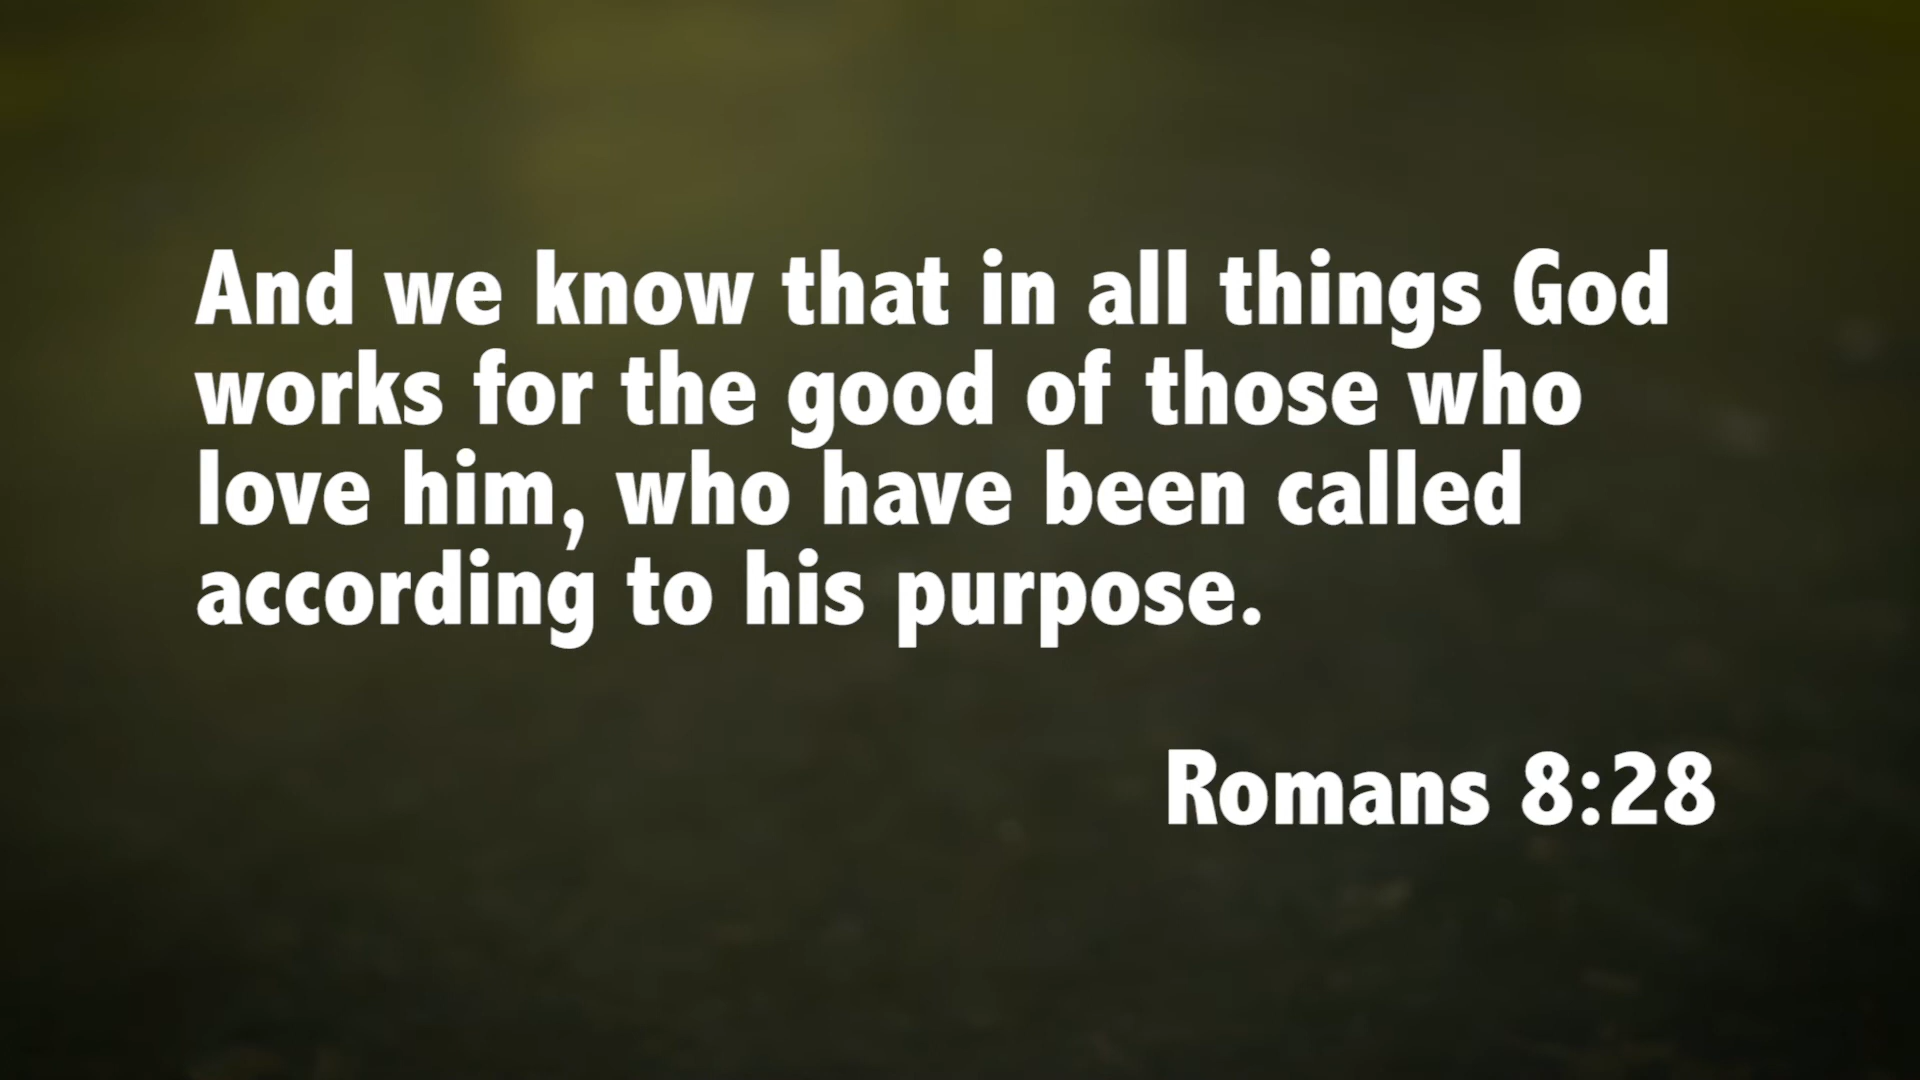 And we know that in all things God
works for the good of those who
love him, who have been called
according to his purpose.
Romans 8:28